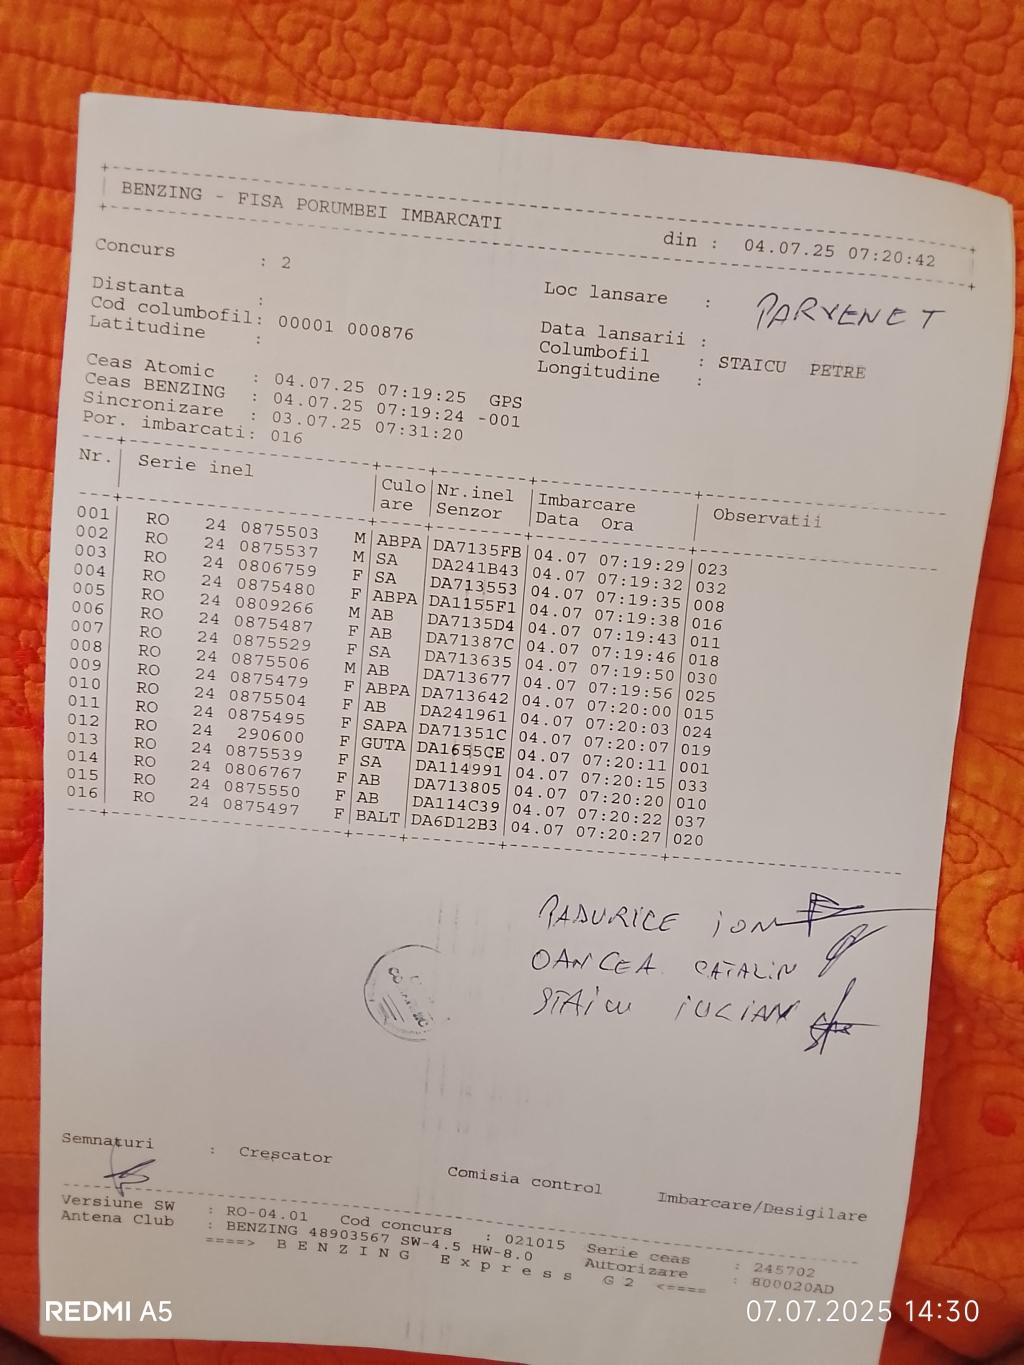 BENZING - FISA PORUMBEI IMBARCATI din : 04.07.25 07:20:42
Concurs : 2 Loc lansare : PARVENET
Distanta : Data lansarii :
Cod columbofil: 00001 000876 Columbofil : STAICU PETRE
Latitudine : Longitudine :
Ceas Atomic : 04.07.25 07:19:25 GPS
Ceas BENZING : 04.07.25 07:19:24 -001
Sincronizare : 03.07.25 07:31:20
Por. imbarcati: 016
Nr. Serie inel Culo Nr.inel Imbarcare Observatii
are Senzor Data Ora
001 RO 24 0875503 M ABPA DA7135FB 04.07 07:19:29 023
002 RO 24 0875537 M SA DA241B43 04.07 07:19:32 032
003 RO 24 0806759 F SA DA713553 04.07 07:19:35 008
004 RO 24 0875480 F ABPA DA1155F1 04.07 07:19:38 016
005 RO 24 0809266 M AB DA7135D4 04.07 07:19:43 011
006 RO 24 0875487 F AB DA71387C 04.07 07:19:46 018
007 RO 24 0875529 F SA DA713635 04.07 07:19:50 030
008 RO 24 0875506 M AB DA713677 04.07 07:19:56 025
009 RO 24 0875479 F ABPA DA713642 04.07 07:20:00 015
010 RO 24 0875504 F AB DA241961 04.07 07:20:03 024
011 RO 24 0875495 F SAPA DA71351C 04.07 07:20:07 019
012 RO 24 290600 F GUTA DA1655CE 04.07 07:20:11 001
013 RO 24 0875539 F SA DA114991 04.07 07:20:15 033
014 RO 24 0806767 F AB DA713805 04.07 07:20:20 010
015 RO 24 0875550 F AB DA114C39 04.07 07:20:22 037
016 RO 24 0875497 F BALT DA6D12B3 04.07 07:20:27 020
PADURICE ION
OANCEA CATALIN
STAICU IULIAN
Semnaturi : Crescator Comisia control Imbarcare/Desigilare
Versiune SW : RO-04.01 Cod concurs : 021015 Serie ceas : 245702
Antena Club : BENZING 48903567 SW-4.5 HW-8.0 Autorizare : 800020AD
====> B E N Z I N G E x p r e s s G 2 <====
REDMI A5 07.07.2025 14:30